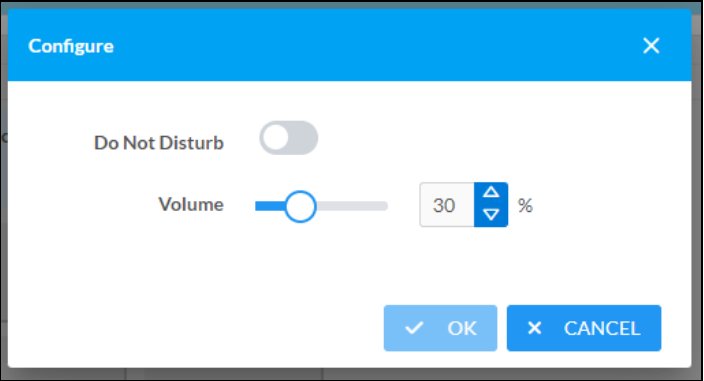 Configure
Do Not Disturb
Volume
30 %
OK
CANCEL